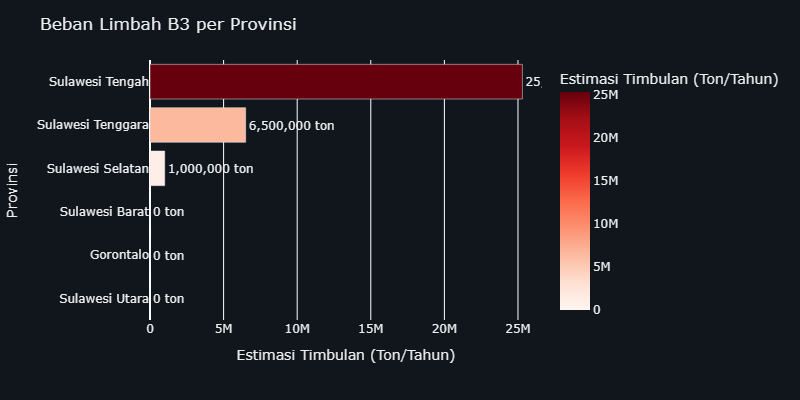 Beban Limbah B3 per Provinsi
Sulawesi Tengah
25,
Sulawesi Tenggara
6,500,000 ton
Sulawesi Selatan
1,000,000 ton
Sulawesi Barat
0 ton
Gorontalo
0 ton
Sulawesi Utara
0 ton
Provinsi
0 5M 10M 15M 20M 25M
Estimasi Timbulan (Ton/Tahun)
Estimasi Timbulan (Ton/Tahun)
25M
20M
15M
10M
5M
0